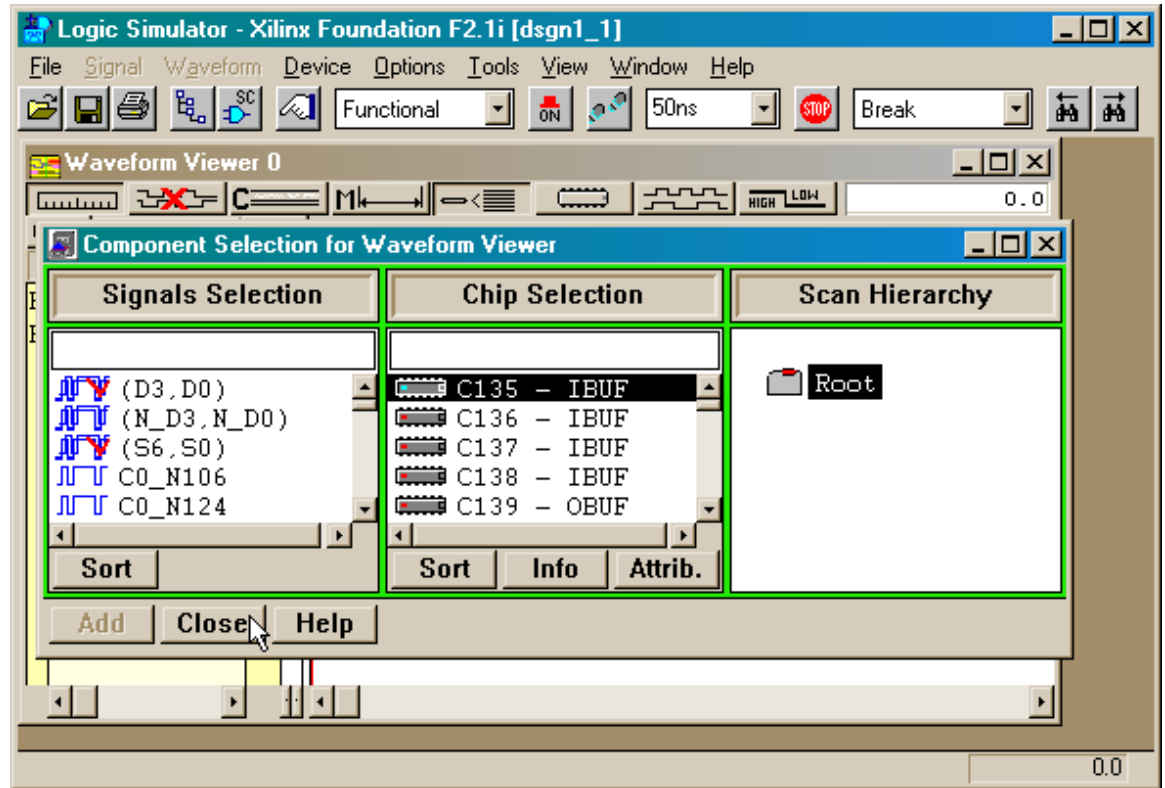 Logic Simulator - Xilinx Foundation F2.1i [dsgn1_1]
File Signal Waveform Device Options Tools View Window Help
SC Functional ON 50ns STOP Break
Waveform Viewer 0
C M HIGH LOW 0.0
Component Selection for Waveform Viewer
Signals Selection Chip Selection Scan Hierarchy
(D3,D0) C135 - IBUF Root
(N_D3,N_D0) C136 - IBUF
(S6,S0) C137 - IBUF
C0_N106 C138 - IBUF
C0_N124 C139 - OBUF
Sort Sort Info Attrib.
Add Close Help
0.0